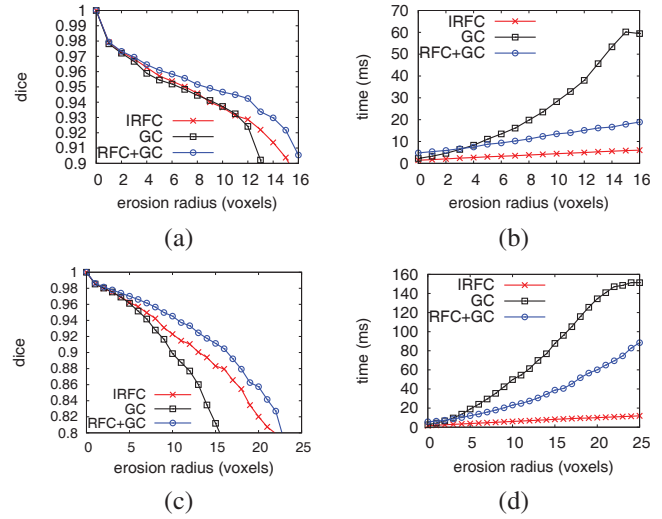 1
0.99
0.98
0.97
0.96
0.95
0.94
0.93
0.92
0.91
0.9
dice
IRFC
GC
RFC+GC
0 2 4 6 8 10 12 14 16
erosion radius (voxels)
(a)
70
60
50
40
30
20
10
0
time (ms)
IRFC
GC
RFC+GC
0 2 4 6 8 10 12 14 16
erosion radius (voxels)
(b)
1
0.98
0.96
0.94
0.92
0.9
0.88
0.86
0.84
0.82
0.8
dice
IRFC
GC
RFC+GC
0 5 10 15 20 25
erosion radius (voxels)
(c)
160
140
120
100
80
60
40
20
0
time (ms)
IRFC
GC
RFC+GC
0 5 10 15 20 25
erosion radius (voxels)
(d)